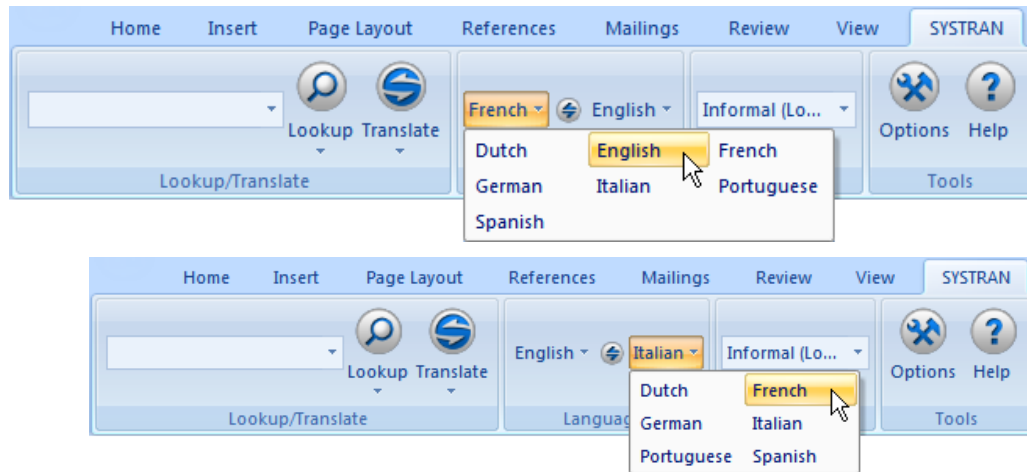 Home Insert Page Layout References Mailings Review View SYSTRAN
Lookup Translate French English Informal (Lo... Options Help
Dutch English French
German Italian Portuguese
Spanish
Lookup/Translate Tools
Home Insert Page Layout References Mailings Review View SYSTRAN
Lookup Translate English Italian Informal (Lo... Options Help
Dutch French
German Italian
Portuguese Spanish
Lookup/Translate Languag Tools